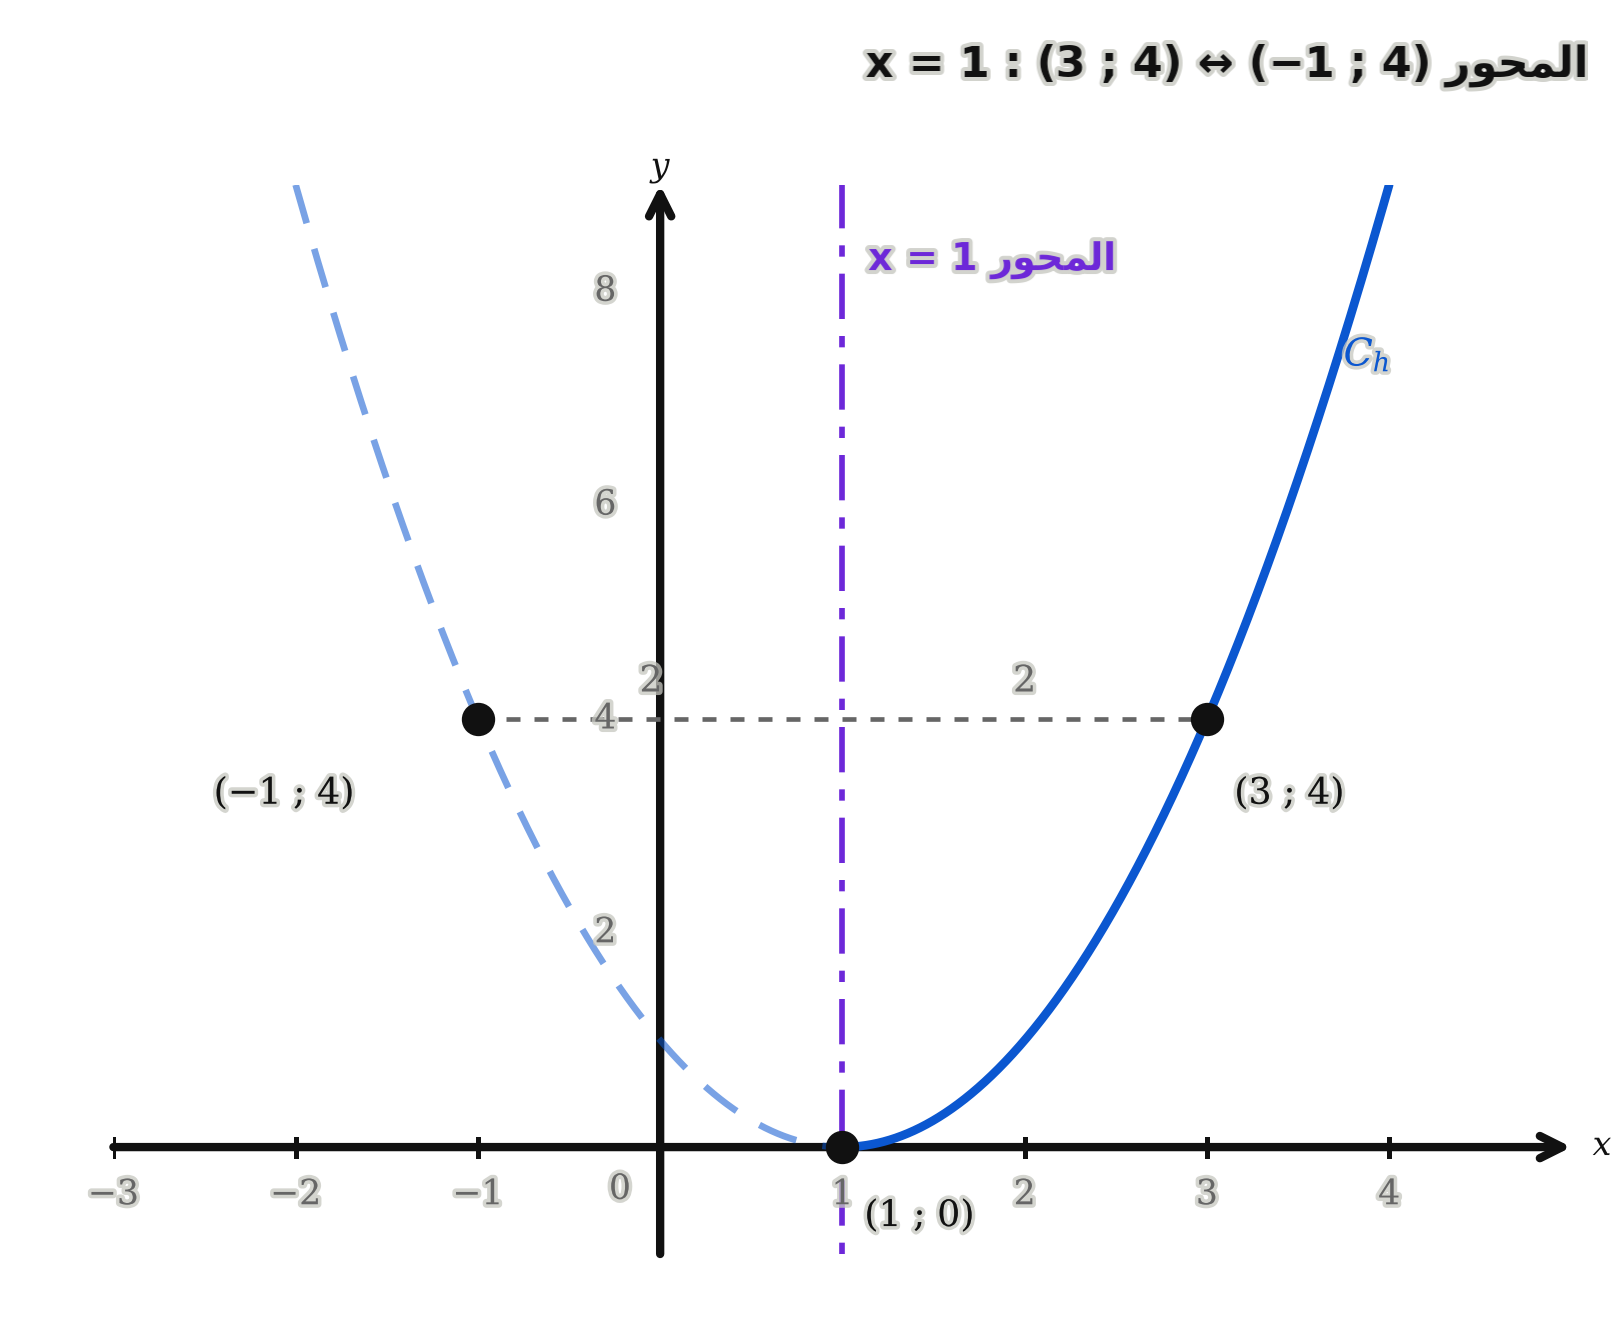 المحور x = 1 : (3 ; 4) ↔ (−1 ; 4)
y
المحور x = 1
8
C_h
6
2 2
4
(−1 ; 4) (3 ; 4)
2
x
−3 −2 −1 0 1 2 3 4
(1 ; 0)